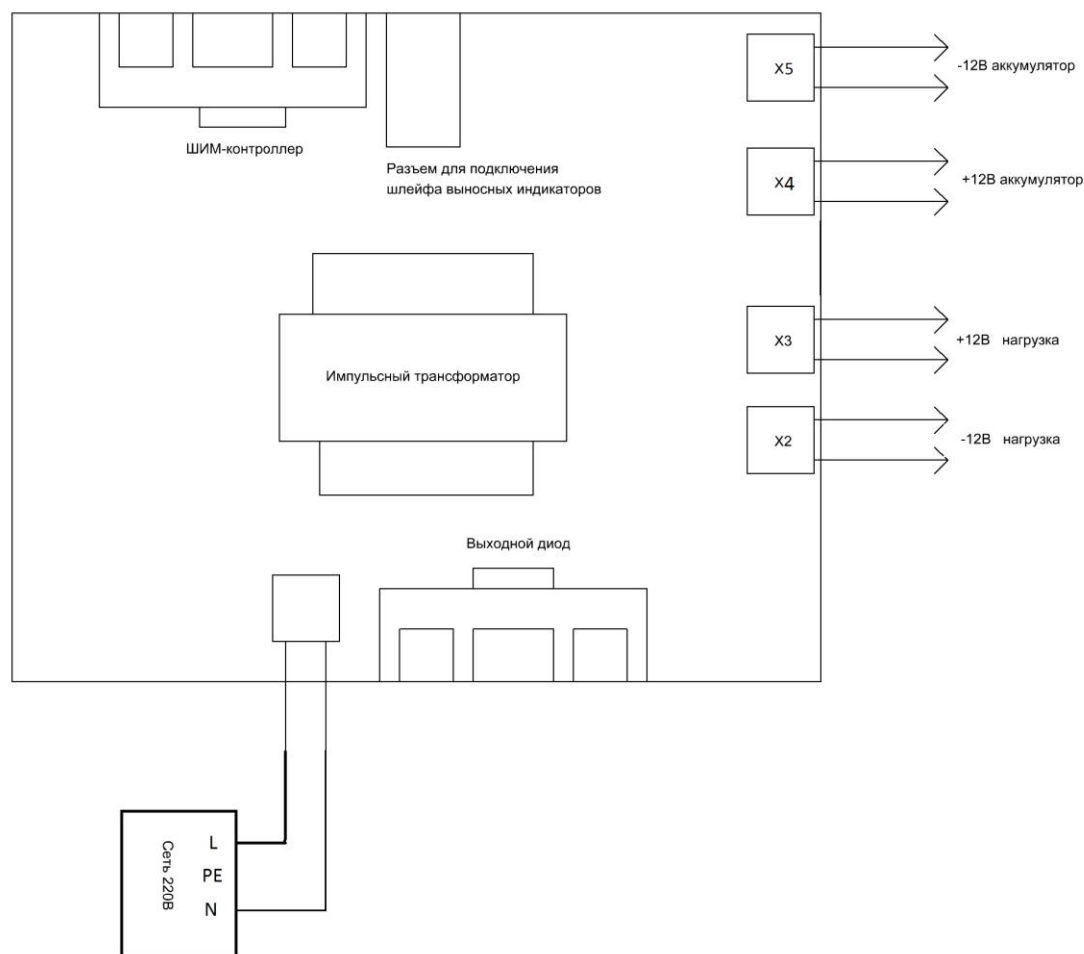 X5
-12В аккумулятор
ШИМ-контроллер
Разъем для подключения
шлейфа выносных индикаторов
X4
+12В аккумулятор
X3
+12В нагрузка
Импульсный трансформатор
X2
-12В нагрузка
Выходной диод
Сеть 220В
L
PE
N